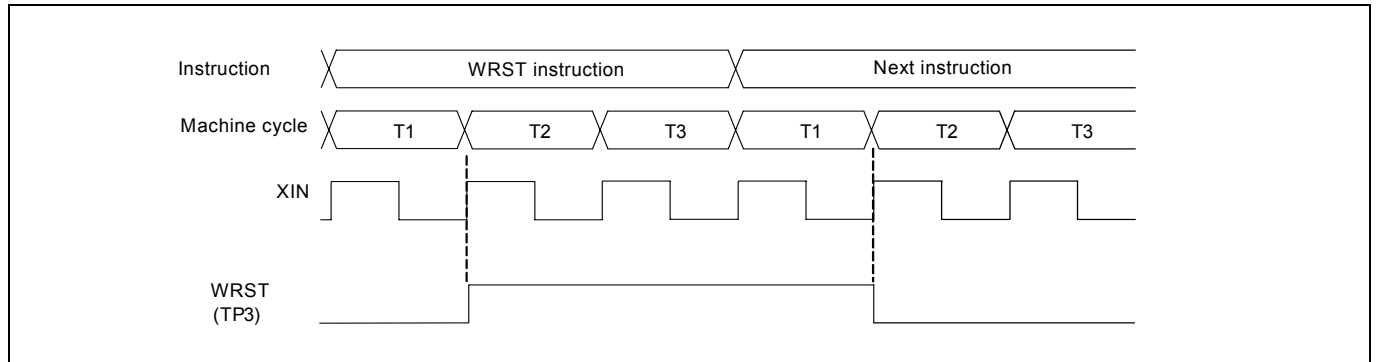 Instruction WRST instruction Next instruction
Machine cycle T1 T2 T3 T1 T2 T3
XIN
WRST
(TP3)